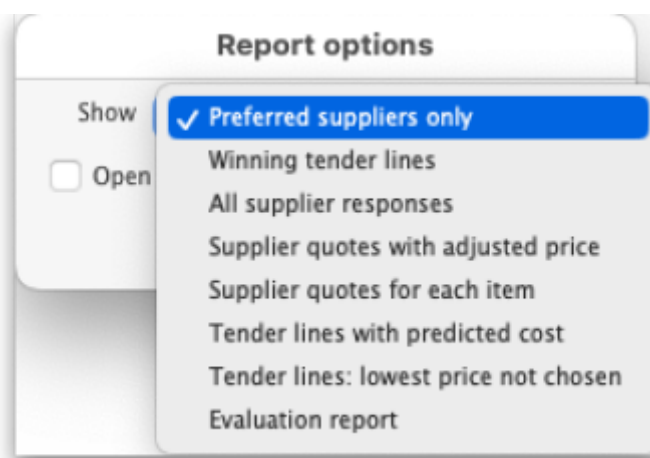 Report options
Show
✓ Preferred suppliers only
Winning tender lines
Open
All supplier responses
Supplier quotes with adjusted price
Supplier quotes for each item
Tender lines with predicted cost
Tender lines: lowest price not chosen
Evaluation report